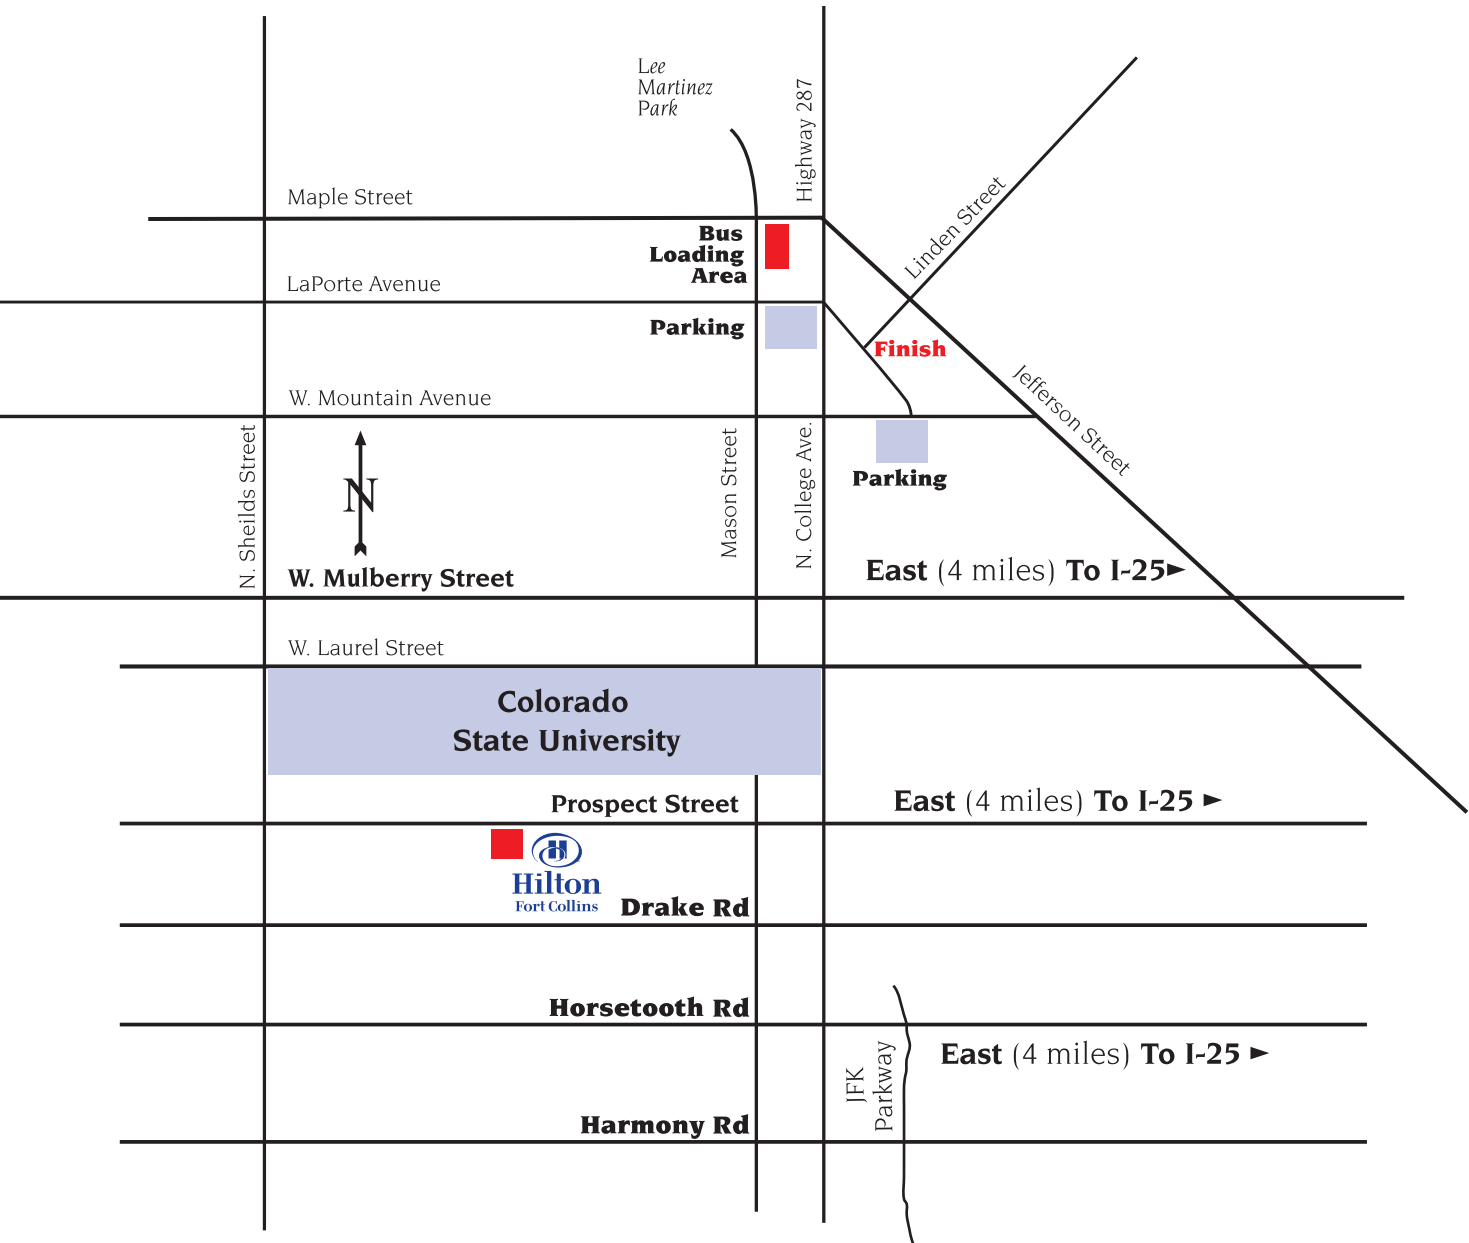 Lee
Martinez
Park
Highway 287
Maple Street
Linden Street
Bus
Loading
Area
LaPorte Avenue
Parking
Finish
Jefferson Street
W. Mountain Avenue
N. Sheilds Street
N
Mason Street
N. College Ave.
Parking
W. Mulberry Street
East (4 miles) To I-25
W. Laurel Street
Colorado
State University
Prospect Street
East (4 miles) To I-25
H
Hilton
Fort Collins
Drake Rd
Horsetooth Rd
East (4 miles) To I-25
JFK
Parkway
Harmony Rd